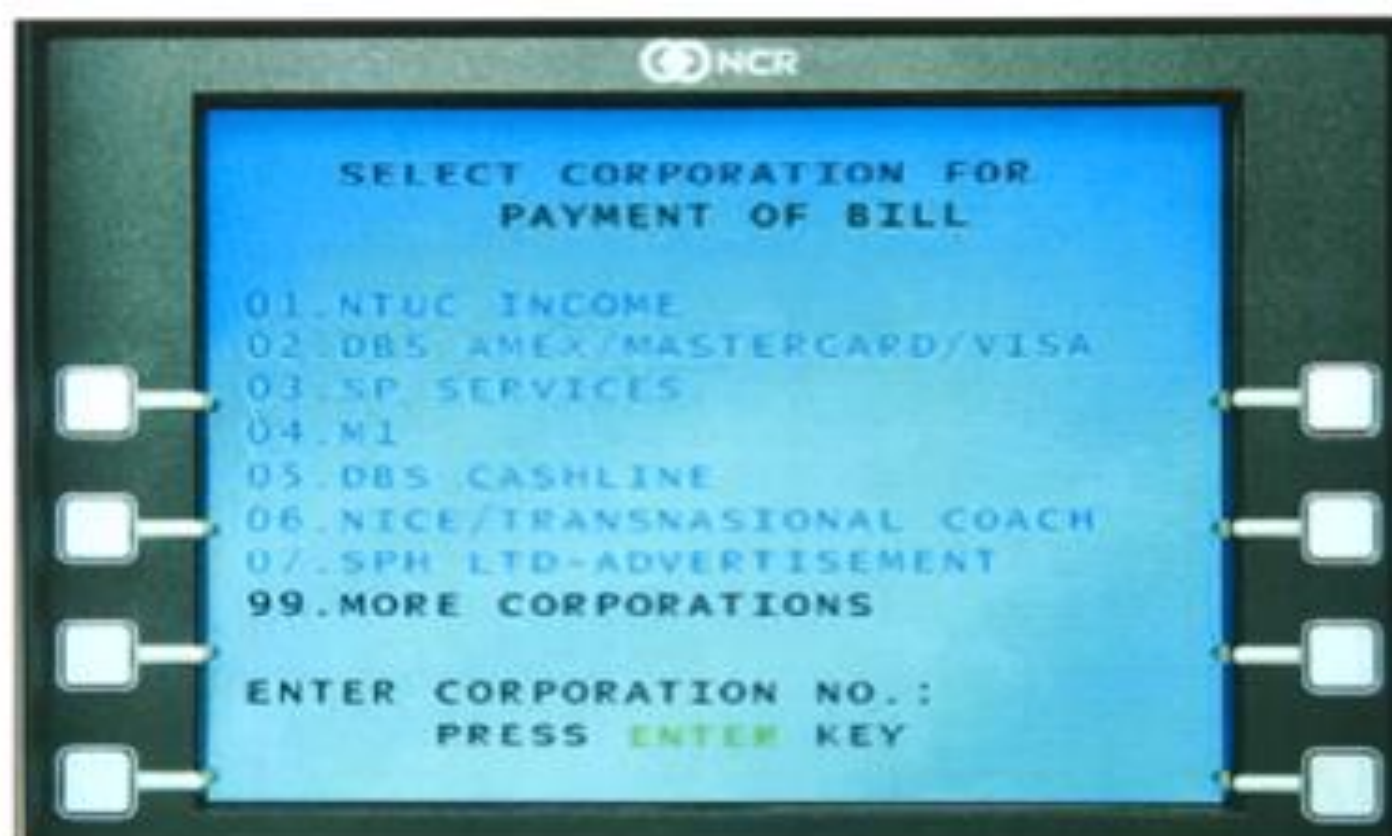 NCR
SELECT CORPORATION FOR
PAYMENT OF BILL
01.NTUC INCOME
02.DBS AMEX/MASTERCARD/VISA
03.SP SERVICES
04.M1
05.DBS CASHLINE
06.NICE/TRANSNASIONAL COACH
07.SPH LTD-ADVERTISEMENT
99.MORE CORPORATIONS
ENTER CORPORATION NO.:
PRESS ENTER KEY